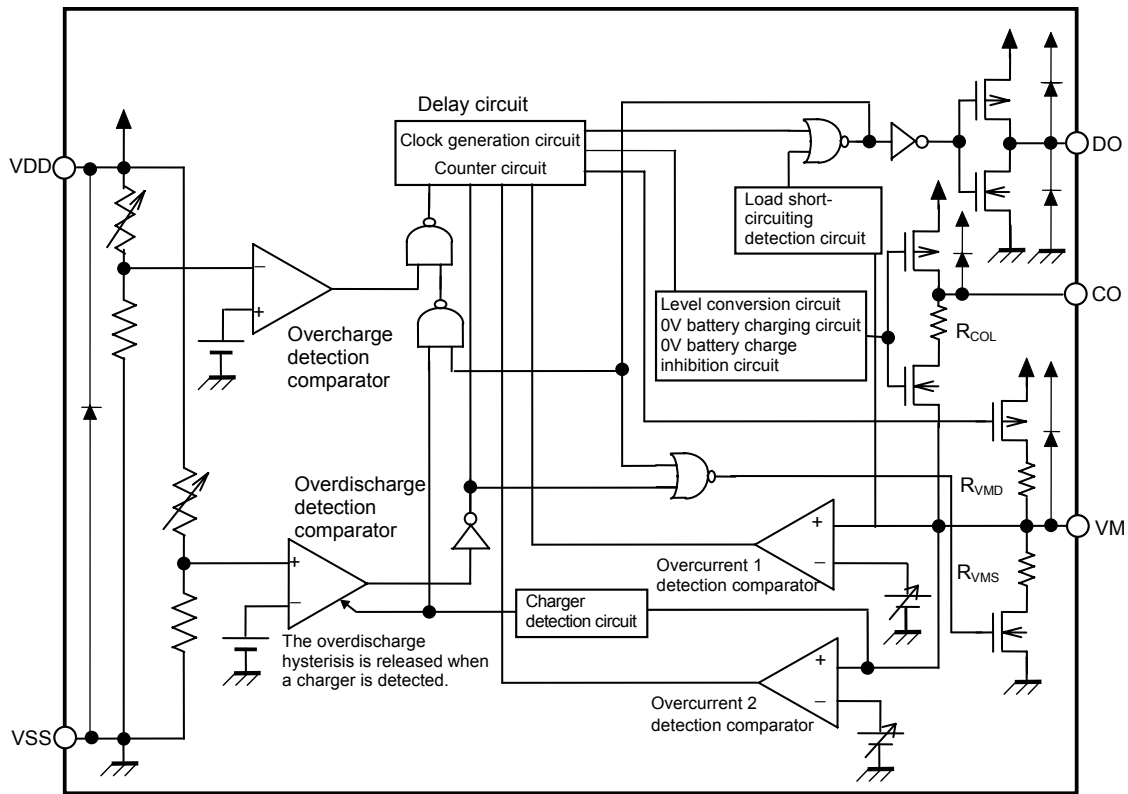 Delay circuit
Clock generation circuit
Counter circuit
VDD
DO
Load short-
circuiting
detection circuit
−
+
Overcharge
detection
comparator
Level conversion circuit
0V battery charging circuit
0V battery charge
inhibition circuit
CO
RCOL
Overdischarge
detection
comparator
RVMD
+
−
VM
+
−
Overcurrent 1
detection comparator
RVMS
Charger
detection circuit
The overdischarge
hysterisis is released when
a charger is detected.
+
−
Overcurrent 2
detection comparator
VSS